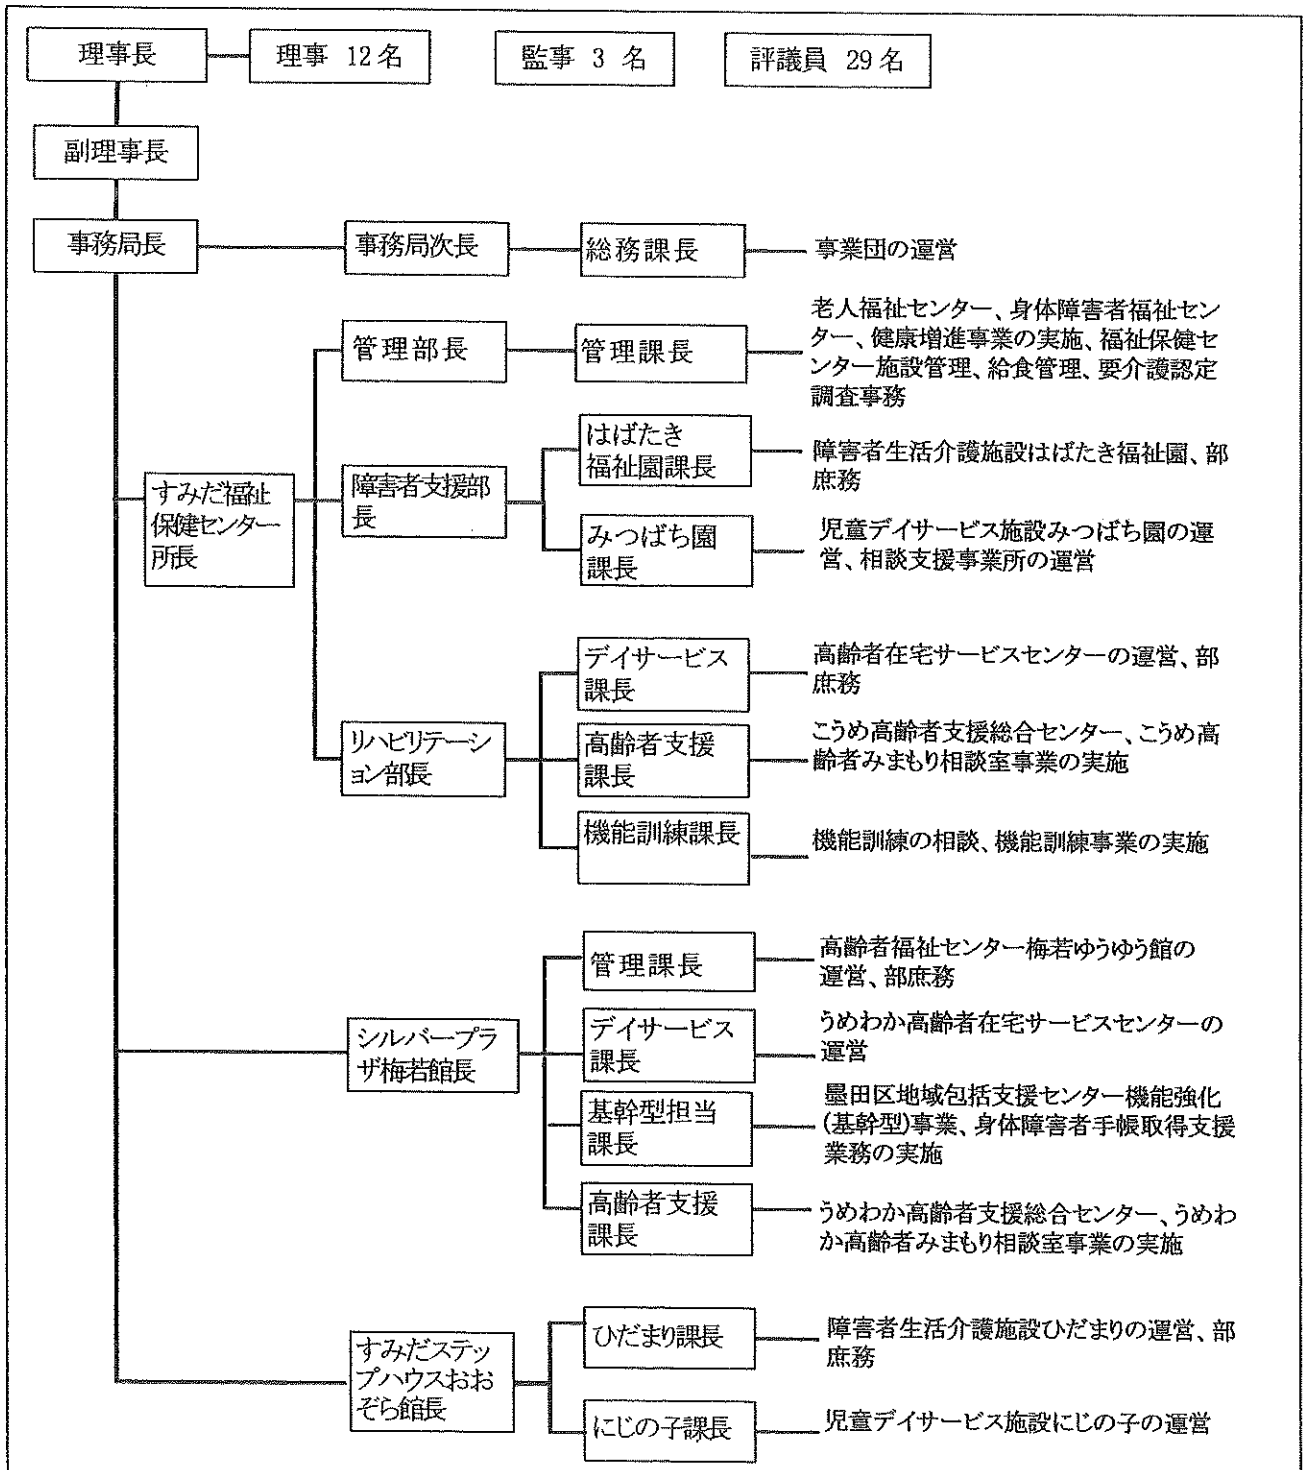 理事長
理事 12名
監事 3 名
評議員 29名
副理事長
事務局長
事務局次長
総務課長
事業団の運営
管理部長
管理課長
老人福祉センター、身体障害者福祉セン
ター、健康増進事業の実施、福祉保健セ
ンター施設管理、給食管理、要介護認定
調査事務
すみだ福祉
保健センター
所長
障害者支援部
長
はばたき
福祉園課長
障害者生活介護施設はばたき福祉園、部
庶務
みつばち園
課長
児童デイサービス施設みつばち園の運
営、相談支援事業所の運営
リハビリテーシ
ョン部長
デイサービス
課長
高齢者在宅サービスセンターの運営、部
庶務
高齢者支援
課長
こうめ高齢者支援総合センター、こうめ高
齢者みまもり相談室事業の実施
機能訓練課長
機能訓練の相談、機能訓練事業の実施
シルバープラ
ザ梅若館長
管理課長
高齢者福祉センター梅若ゆうゆう館の
運営、部庶務
デイサービス
課長
うめわか高齢者在宅サービスセンターの
運営
基幹型担当
課長
墨田区地域包括支援センター機能強化
(基幹型)事業、身体障害者手帳取得支援
業務の実施
高齢者支援
課長
うめわか高齢者支援総合センター、うめわ
か高齢者みまもり相談室事業の実施
すみだステッ
プハウスおお
ぞら館長
ひだまり課長
障害者生活介護施設ひだまりの運営、部
庶務
にじの子課長
児童デイサービス施設にじの子の運営